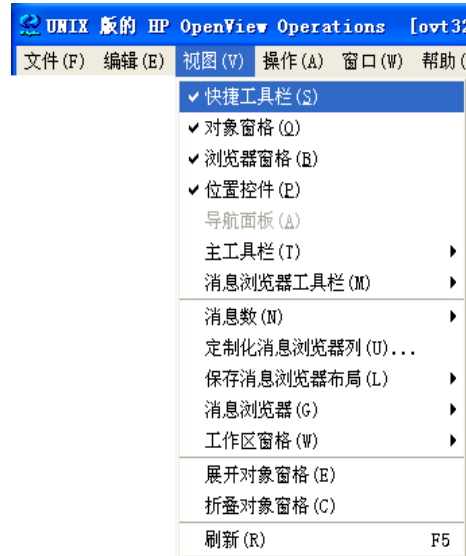 UNIX 版的 HP OpenView Operations [ovt32
文件(F) 编辑(E) 视图(V) 操作(A) 窗口(W) 帮助(
快捷工具栏(S)
对象窗格(O)
浏览器窗格(B)
位置控件(P)
导航面板(A)
主工具栏(T)
消息浏览器工具栏(M)
消息数(N)
定制化消息浏览器列(U)...
保存消息浏览器布局(L)
消息浏览器(G)
工作区窗格(W)
展开对象窗格(E)
折叠对象窗格(C)
刷新(R) F5